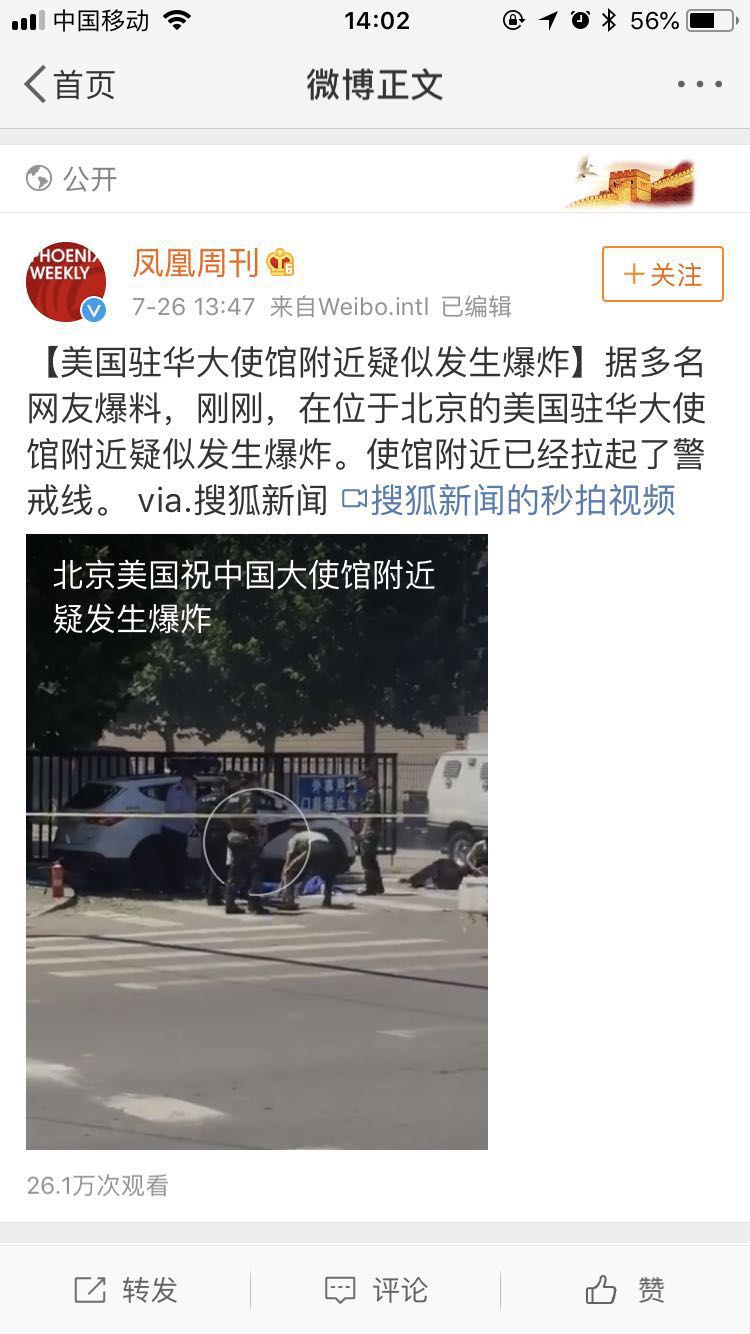 中国移动
14:02
56%
首页
微博正文
公开
PHOENIX
WEEKLY
凤凰周刊
6
+关注
7-26 13:47 来自Weibo.intl 已编辑
【美国驻华大使馆附近疑似发生爆炸】据多名
网友爆料，刚刚，在位于北京的美国驻华大使
馆附近疑似发生爆炸。使馆附近已经拉起了警
戒线。 via.搜狐新闻 搜狐新闻的秒拍视频
北京美国祝中国大使馆附近
疑发生爆炸
26.1万次观看
转发
评论
赞